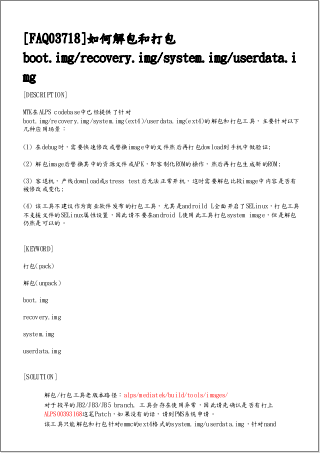 [FAQ03718]如何解包和打包
boot.img/recovery.img/system.img/userdata.i
mg
[DESCRIPTION]
MTK在ALPS codebase中已经提供了针对
boot.img/recovery.img/system.img(ext4)/userdata.img(ext4)的解包和打包工具，主要针对以下
几种应用场景：
(1) 在debug时，需要快速修改或替换image中的文件然后再打包download到手机中做验证;
(2) 解包image后替换其中的资源文件或APK，即客制化ROM的操作，然后再打包生成新的ROM;
(3) 客退机，产线download或stress test后无法正常开机，这时需要解包比较image中内容是否有
被修改或变化;
(4) 该工具不建议作为商业软件发布的打包工具，尤其是android L全面开启了SELinux，打包工具
不支援文件的SELinux属性设置，因此请不要在android L使用此工具打包system image，但是解包
仍然是可以的。
[KEYWORD]
打包(pack)
解包(unpack)
boot.img
recovery.img
system.img
userdata.img
[SOLUTION]
解包/打包工具老版本路径：alps/mediatek/build/tools/images/
对于较早的JB2/JB3/JB5 branch，工具会存在使用异常，因此请先确认是否有打上
ALPS00393168这笔Patch，如果没有的话，请到PMS系统申请。
该工具只能解包和打包针对emmc的ext4格式的system.img/userdata.img，针对nand